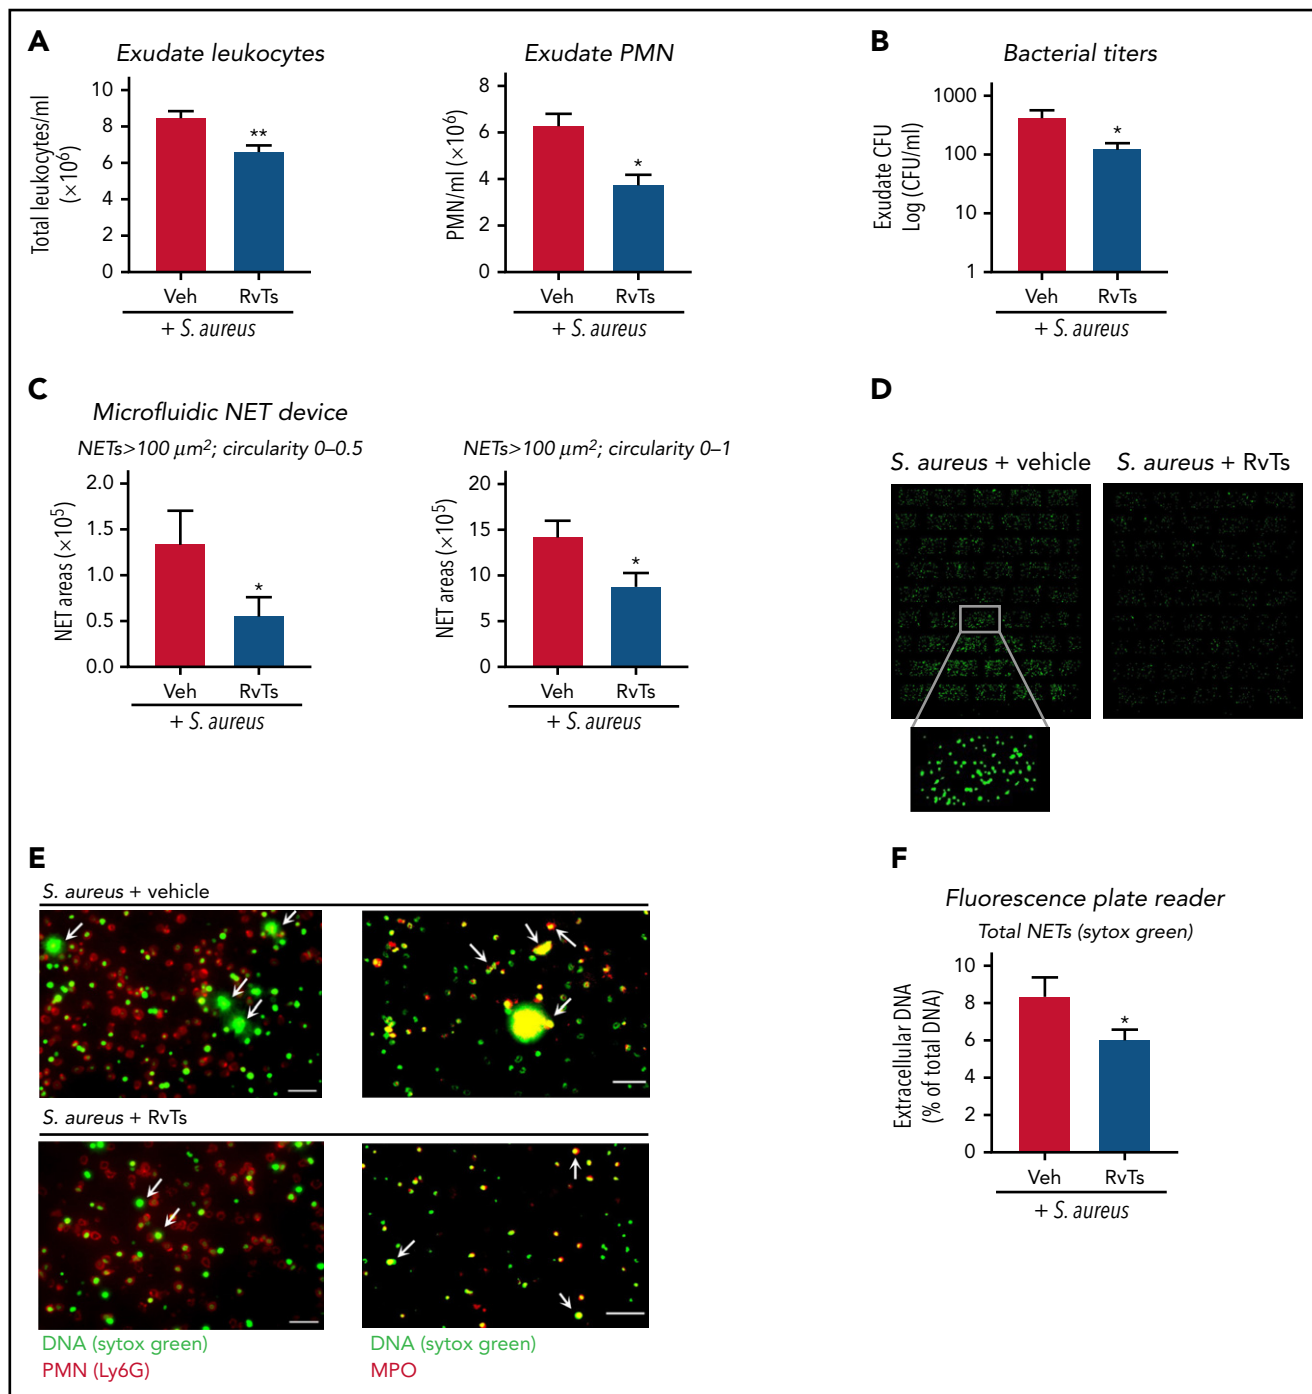 A
Exudate leukocytes
Total leukocytes/ml
(×10⁶)
10
8
6
4
2
0
**
Veh
RvTs
+ S. aureus
Exudate PMN
PMN/ml (×10⁶)
8
6
4
2
0
*
Veh
RvTs
+ S. aureus
B
Bacterial titers
Exudate CFU
Log (CFU/ml)
1000
100
10
1
*
Veh
RvTs
+ S. aureus
C
Microfluidic NET device
NETs>100 μm²; circularity 0–0.5
NET areas (×10⁵)
2.0
1.5
1.0
0.5
0.0
*
Veh
RvTs
+ S. aureus
NETs>100 μm²; circularity 0–1
NET areas (×10⁵)
20
15
10
5
0
*
Veh
RvTs
+ S. aureus
D
S. aureus + vehicle
S. aureus + RvTs
E
S. aureus + vehicle
S. aureus + RvTs
DNA (sytox green)
PMN (Ly6G)
DNA (sytox green)
MPO
F
Fluorescence plate reader
Total NETs (sytox green)
Extracellular DNA
(% of total DNA)
10
8
6
4
2
0
*
Veh
RvTs
+ S. aureus